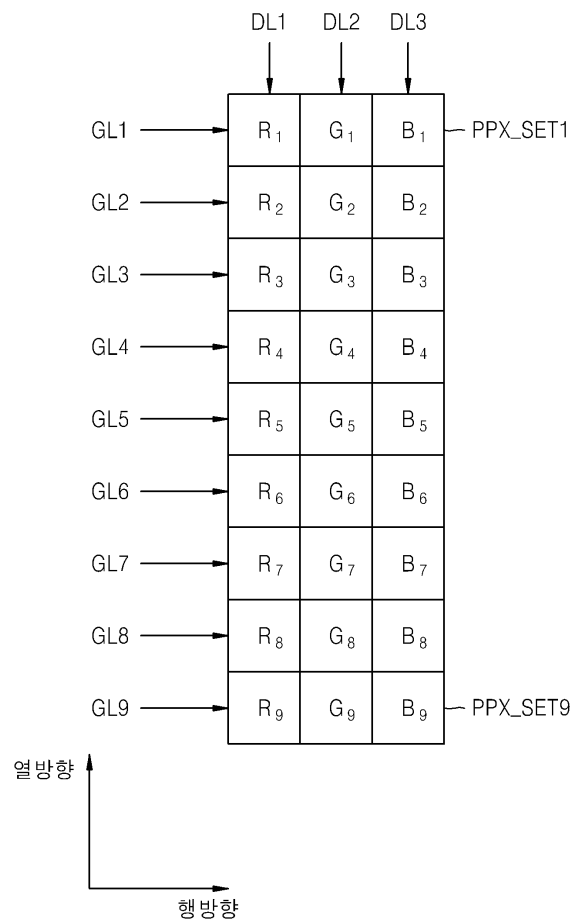 DL1 DL2 DL3
GL1 R₁ G₁ B₁ PPX_SET1
GL2 R₂ G₂ B₂
GL3 R₃ G₃ B₃
GL4 R₄ G₄ B₄
GL5 R₅ G₅ B₅
GL6 R₆ G₆ B₆
GL7 R₇ G₇ B₇
GL8 R₈ G₈ B₈
GL9 R₉ G₉ B₉ PPX_SET9
열방향
행방향